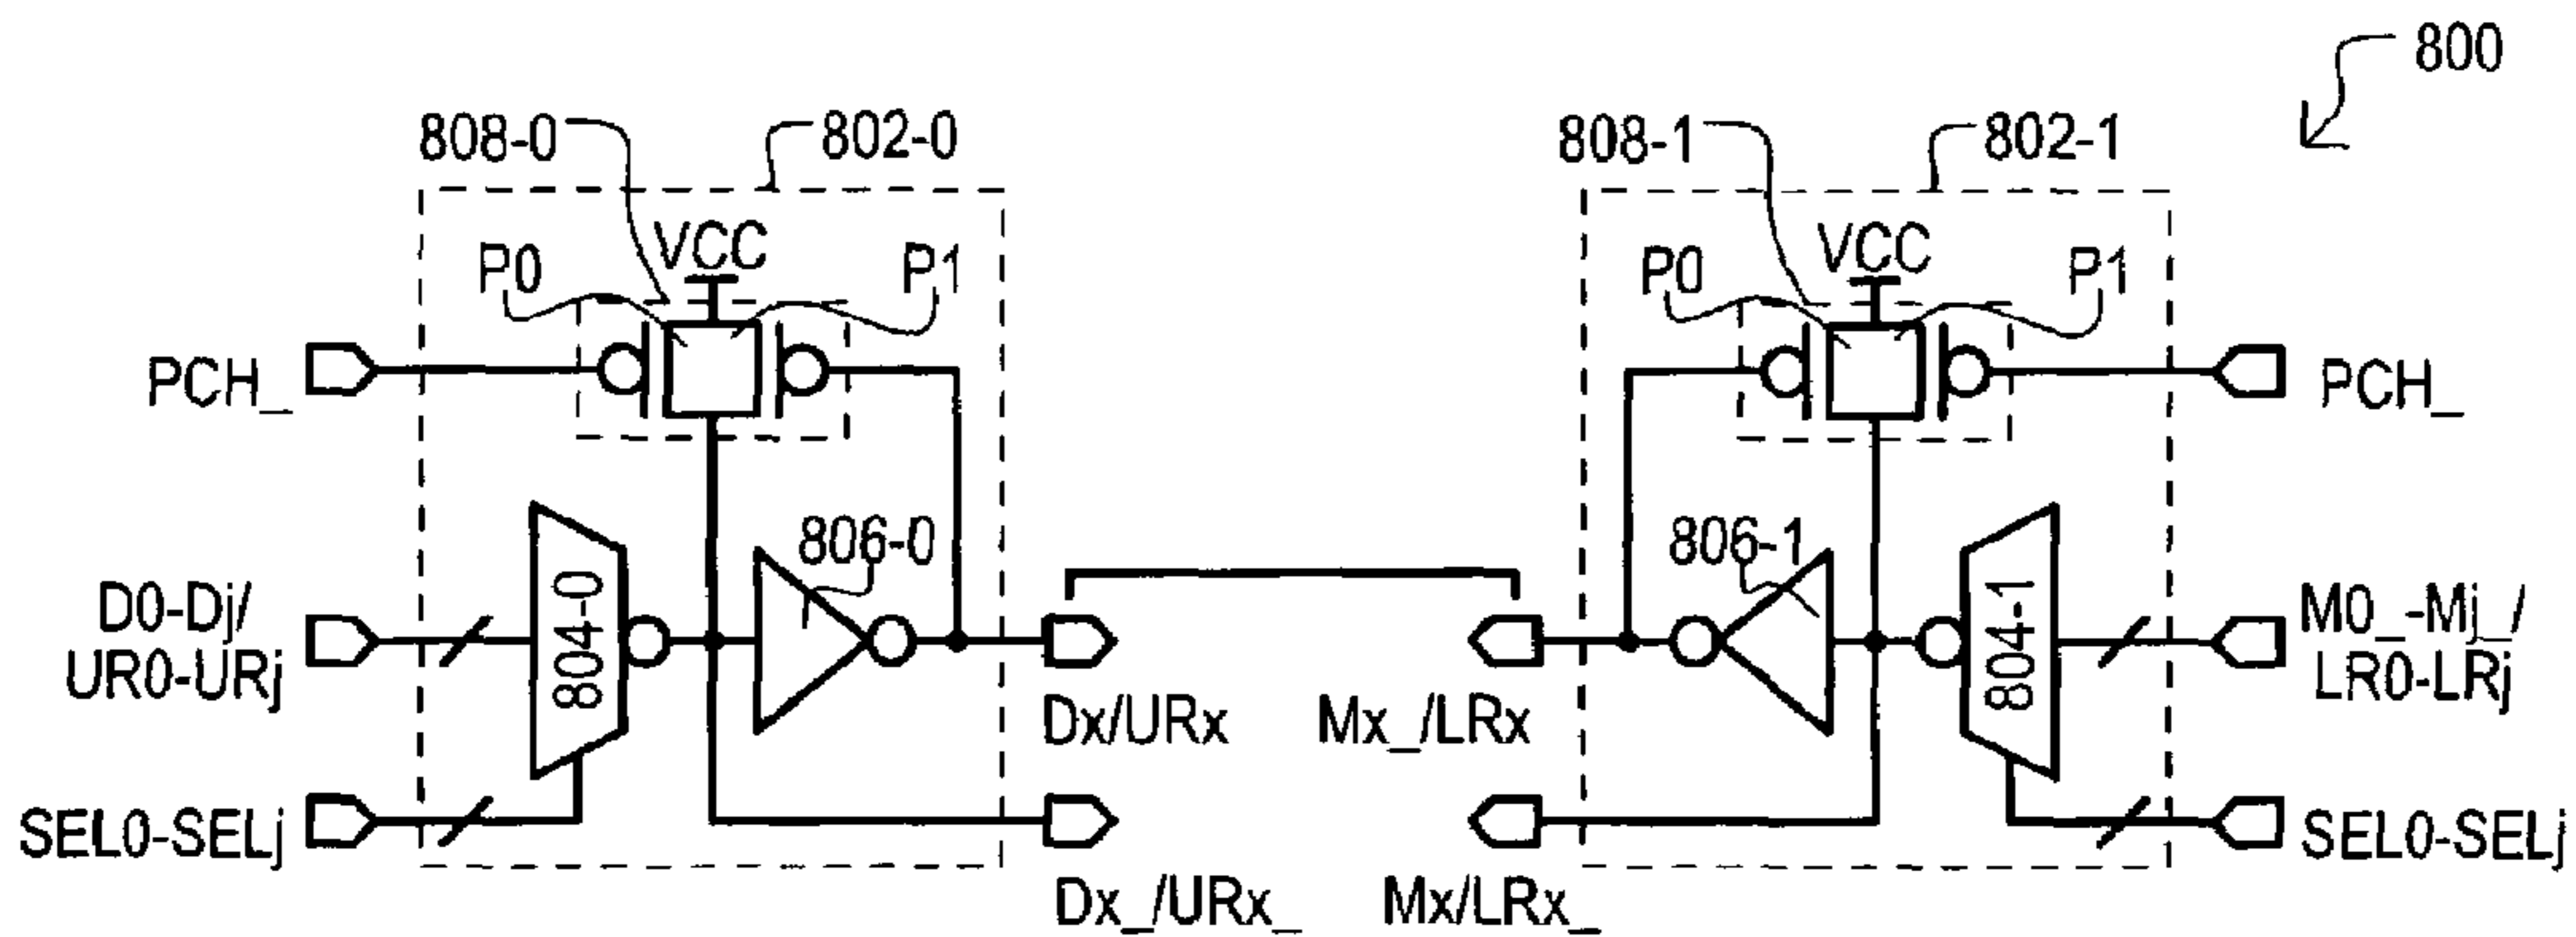 800
808-0
802-0
808-1
802-1
P0
VCC
P1
P0
VCC
P1
PCH_
PCH_
804-0
806-0
806-1
804-1
D0-Dj/
UR0-URj
M0_-Mj_/
LR0-LRj
Dx/URx
Mx_/LRx
SEL0-SELj
SEL0-SELj
Dx_/URx_
Mx/LRx_